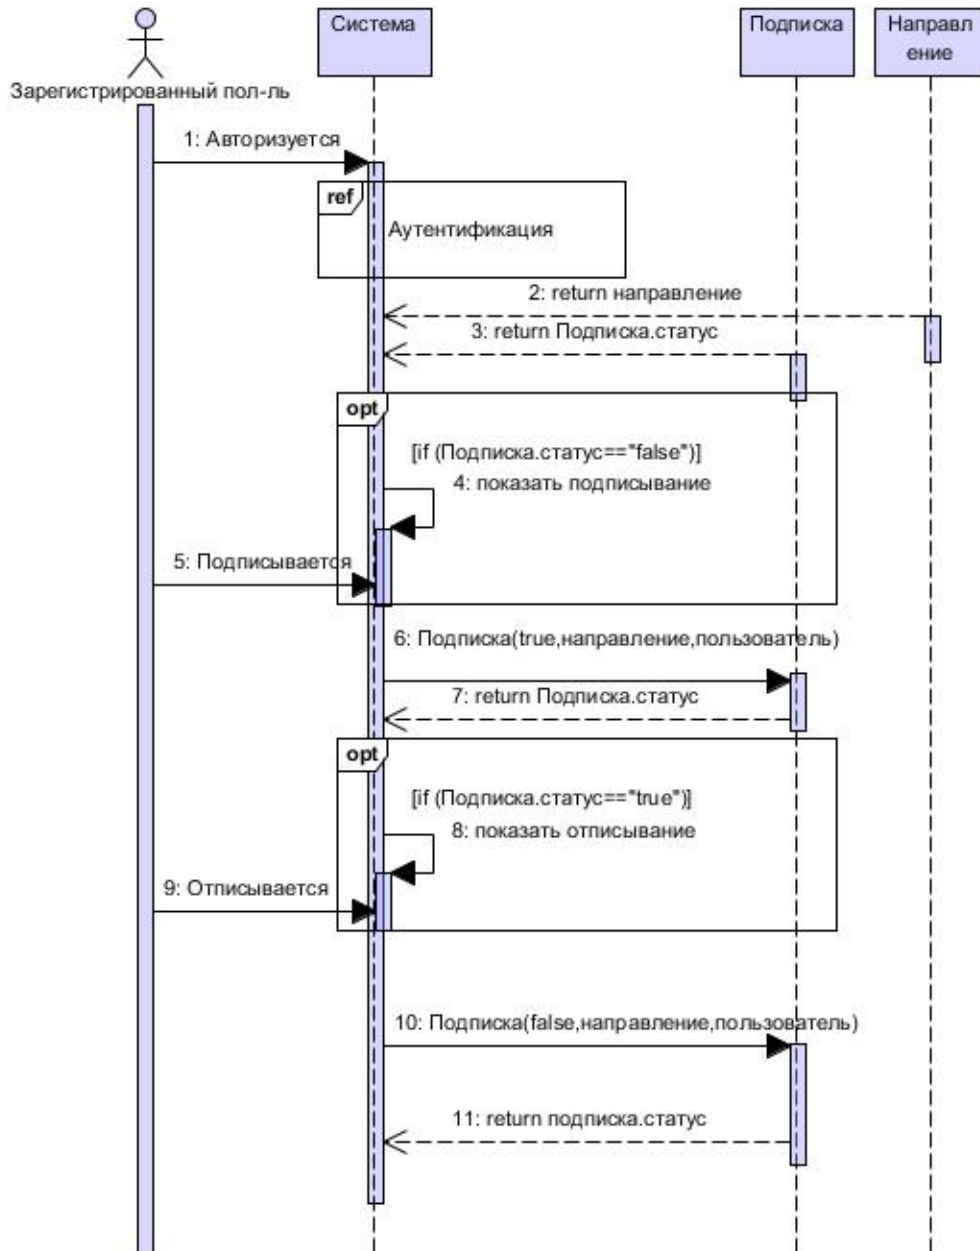 Система
Подписка
Направл
ение
Зарегистрированный пол-ль
1: Авторизуется
ref
Аутентификация
2: return направление
3: return Подписка.статус
opt
[if (Подписка.статус=="false")]
4: показать подписывание
5: Подписывается
6: Подписка(true,направление,пользователь)
7: return Подписка.статус
opt
[if (Подписка.статус=="true")]
8: показать отписывание
9: Отписывается
10: Подписка(false,направление,пользователь)
11: return подписка.статус